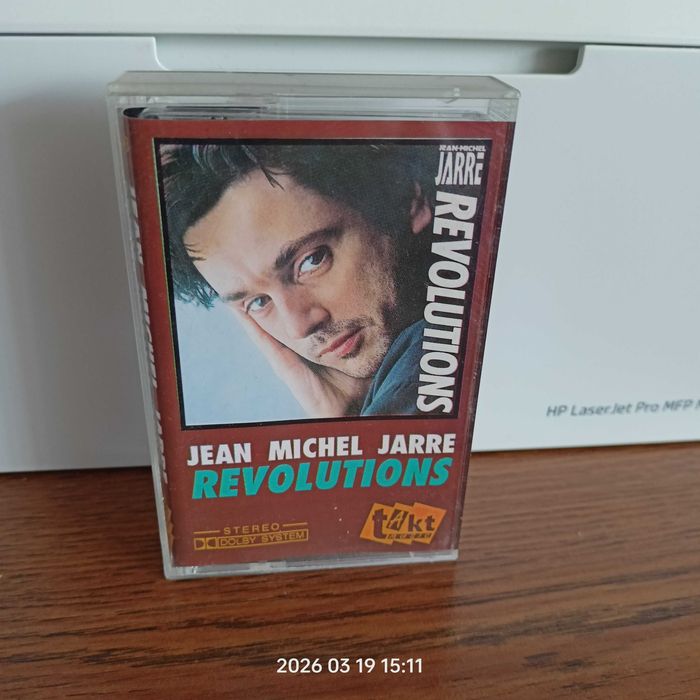 JEAN-MICHEL
JARRE
REVOLUTIONS
JEAN MICHEL JARRE
REVOLUTIONS
STEREO
DOLBY SYSTEM
takt
HP LaserJet Pro MFP
2026 03 19 15:11